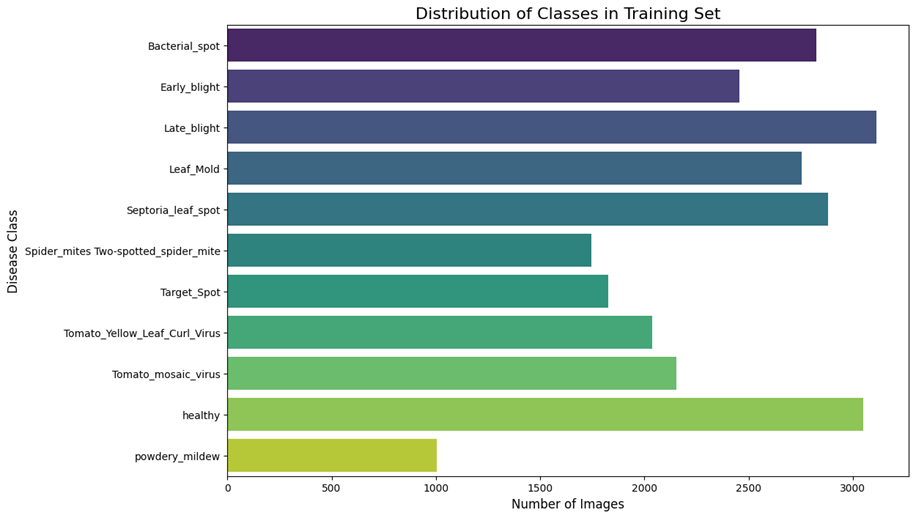 Distribution of Classes in Training Set
Disease Class
Bacterial_spot
Early_blight
Late_blight
Leaf_Mold
Septoria_leaf_spot
Spider_mites Two-spotted_spider_mite
Target_Spot
Tomato_Yellow_Leaf_Curl_Virus
Tomato_mosaic_virus
healthy
powdery_mildew
0 500 1000 1500 2000 2500 3000
Number of Images